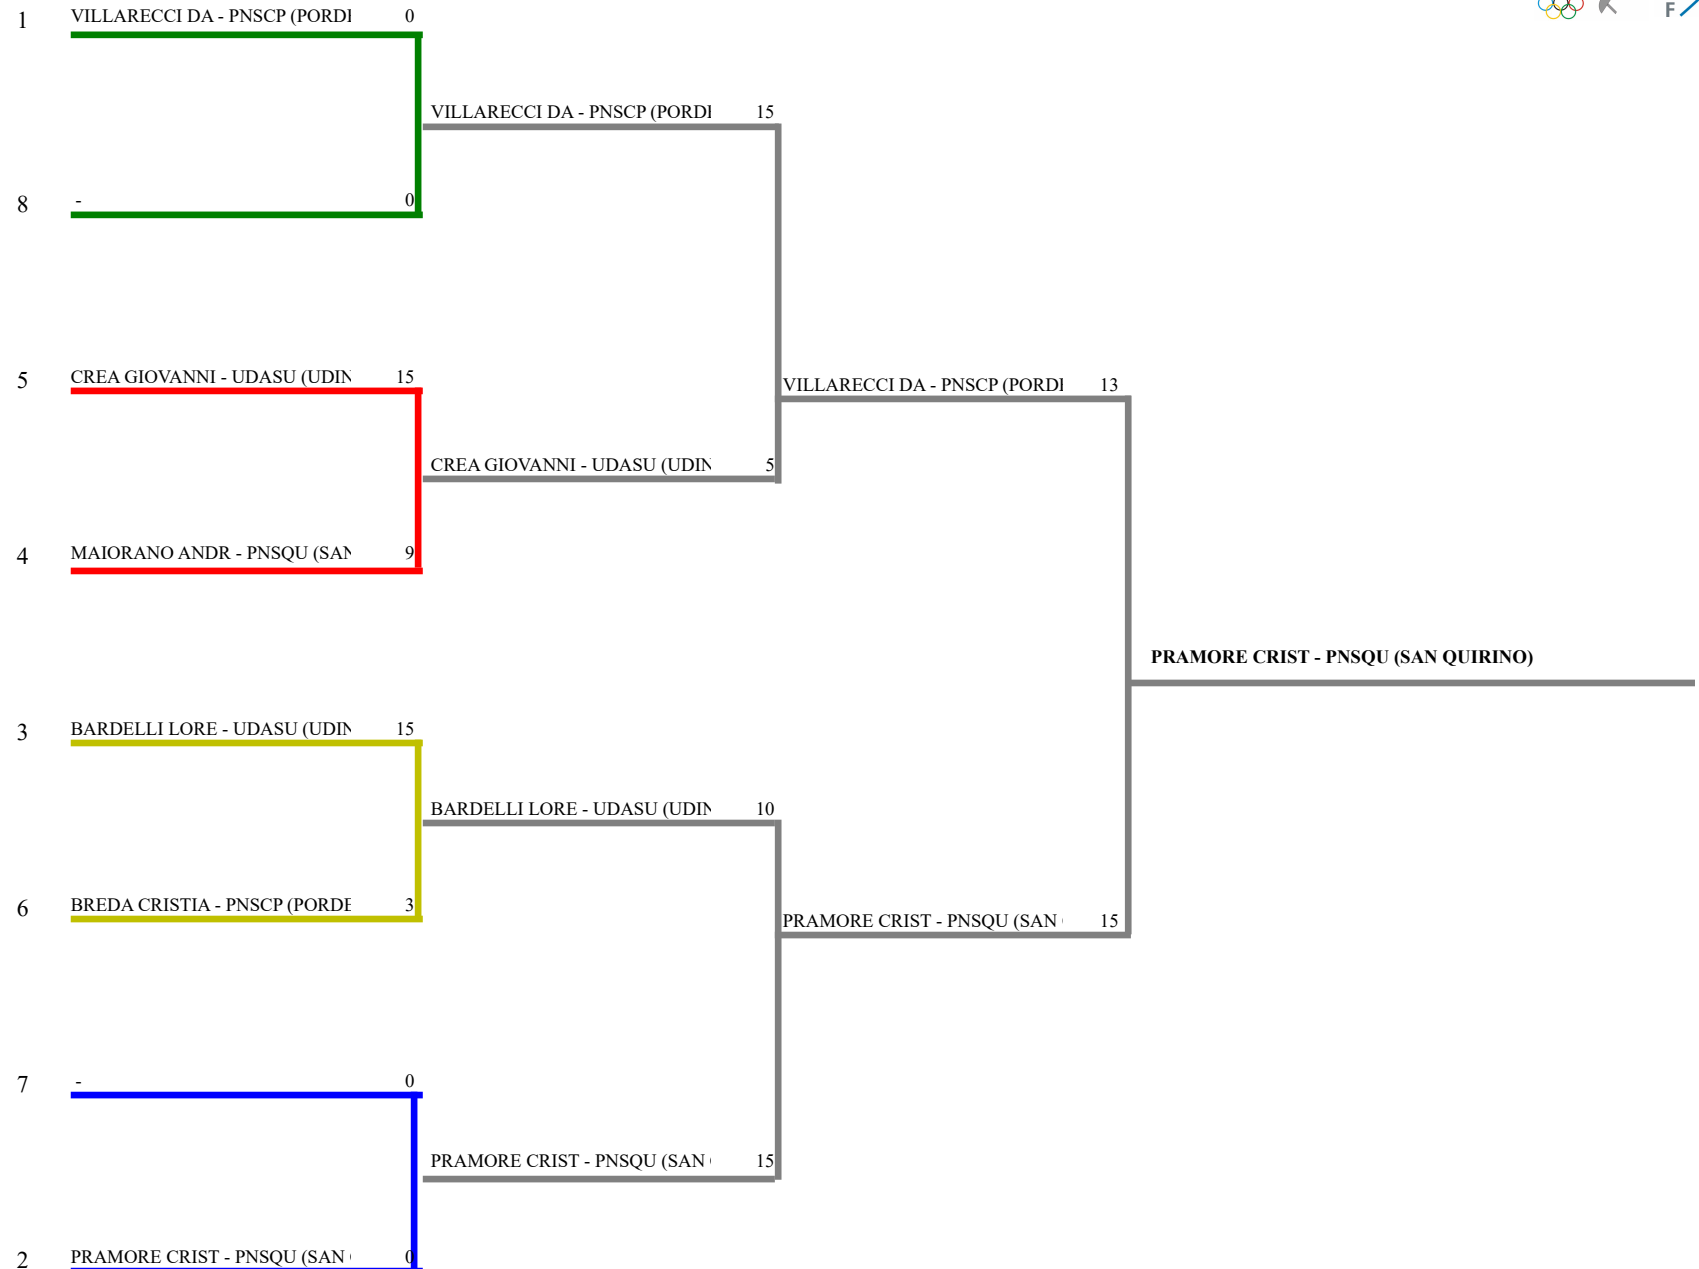 1 VILLARECCI DA - PNSCP (PORDI 0
F
VILLARECCI DA - PNSCP (PORDI 15
8 - 0
5 CREA GIOVANNI - UDASU (UDIN 15
VILLARECCI DA - PNSCP (PORDI 13
CREA GIOVANNI - UDASU (UDIN 5
4 MAIORANO ANDR - PNSQU (SAN 9
PRAMORE CRIST - PNSQU (SAN QUIRINO)
3 BARDELLI LORE - UDASU (UDIN 15
BARDELLI LORE - UDASU (UDIN 10
6 BREDA CRISTIA - PNSCP (PORDE 3
PRAMORE CRIST - PNSQU (SAN 15
7 - 0
PRAMORE CRIST - PNSQU (SAN 15
2 PRAMORE CRIST - PNSQU (SAN 0